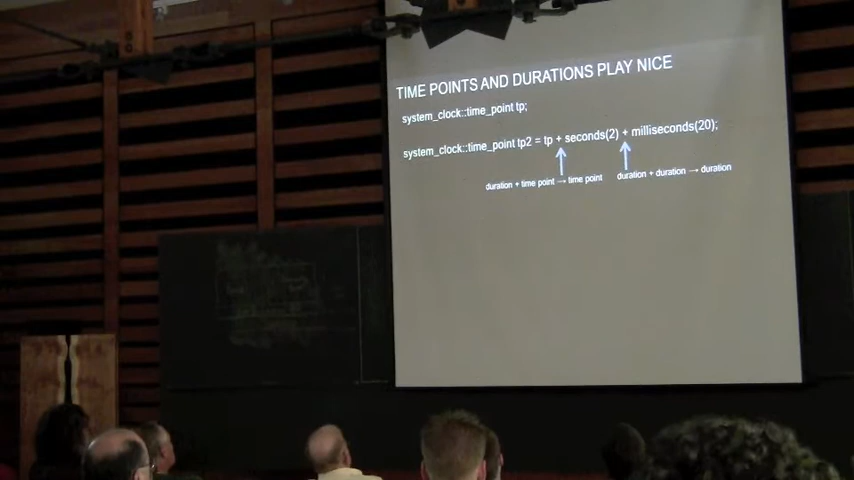 TIME POINTS AND DURATIONS PLAY NICE
system_clock::time_point tp;
system_clock::time_point tp2 = tp + seconds(2) + milliseconds(20);
duration + time point → time point duration + duration → duration